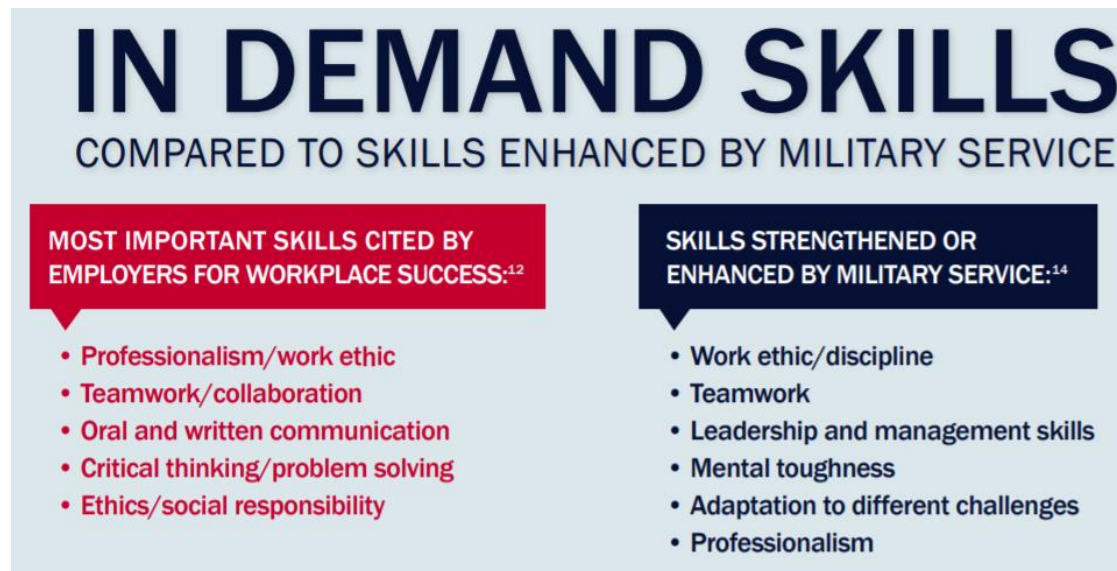 IN DEMAND SKILLS
COMPARED TO SKILLS ENHANCED BY MILITARY SERVICE
MOST IMPORTANT SKILLS CITED BY
EMPLOYERS FOR WORKPLACE SUCCESS:¹²
• Professionalism/work ethic
• Teamwork/collaboration
• Oral and written communication
• Critical thinking/problem solving
• Ethics/social responsibility
SKILLS STRENGTHENED OR
ENHANCED BY MILITARY SERVICE:¹⁴
• Work ethic/discipline
• Teamwork
• Leadership and management skills
• Mental toughness
• Adaptation to different challenges
• Professionalism